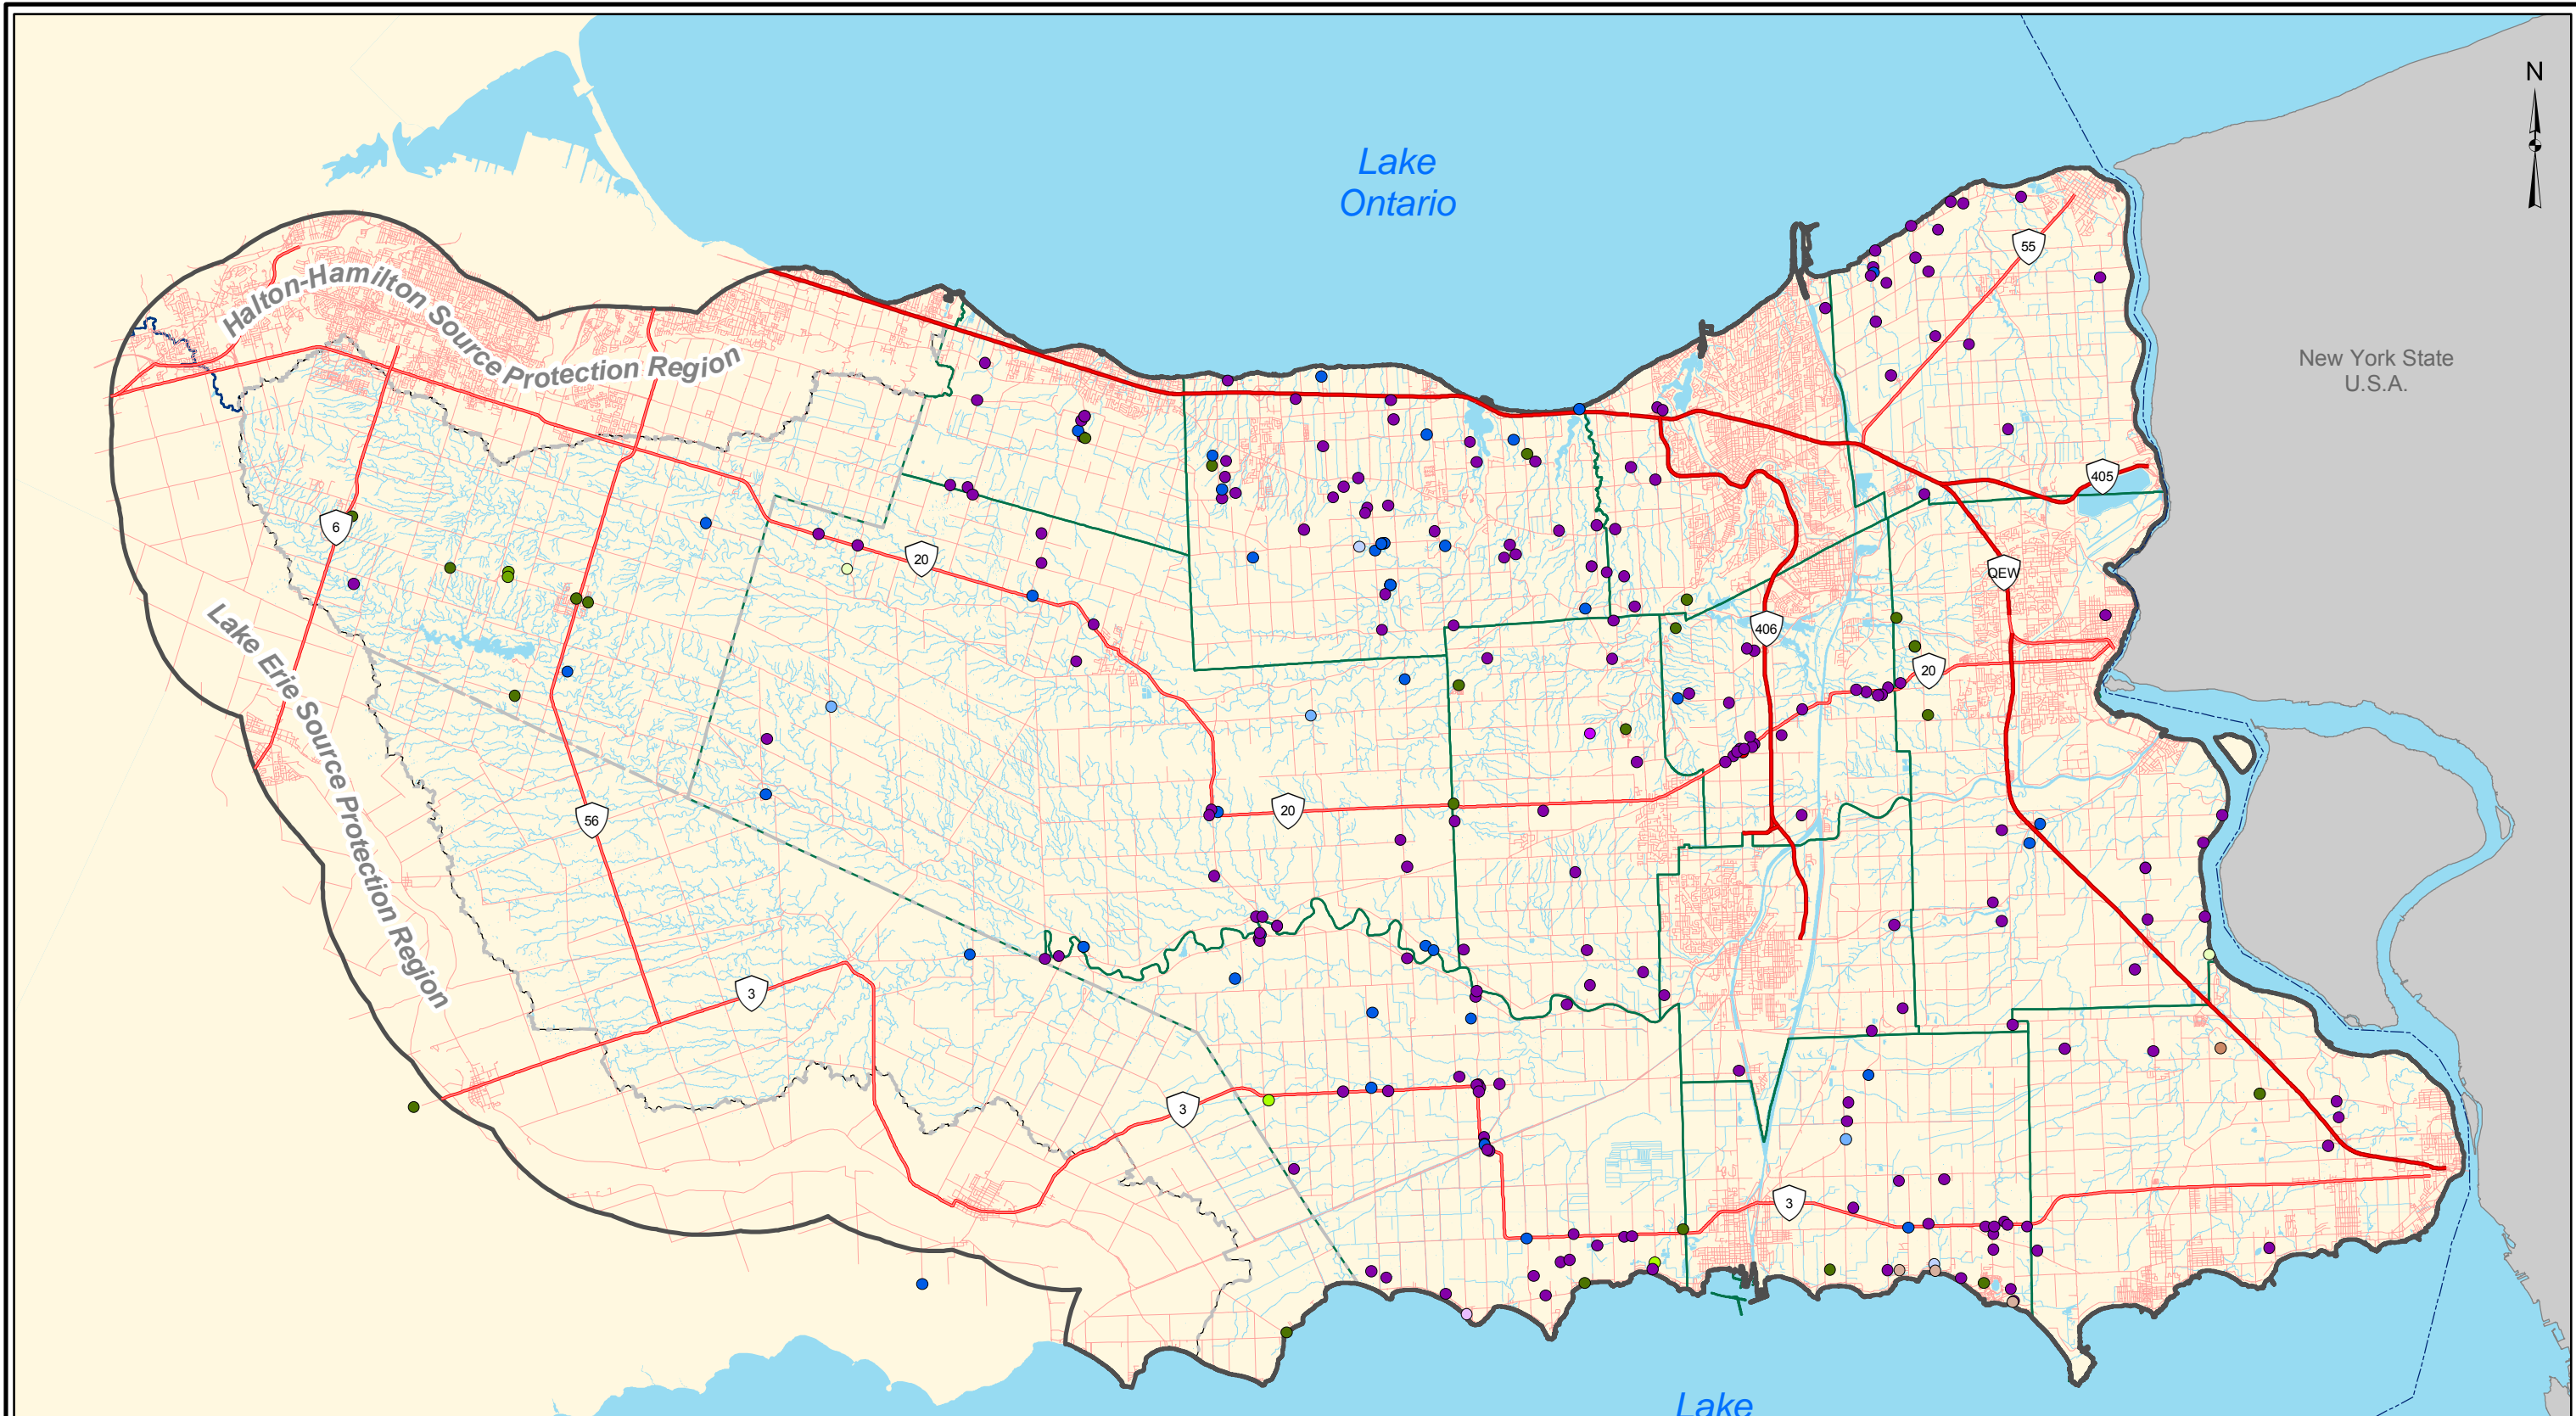 N
Lake
Ontario
55
Halton-Hamilton Source Protection Region
New York State
U.S.A.
405
6
20
QEW
Lake Erie Source Protection Region
406
20
20
56
3
3
3
Lake